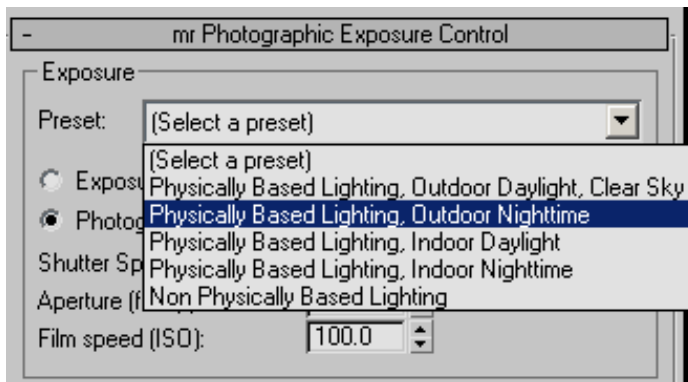 - mr Photographic Exposure Control
Exposure
Preset: (Select a preset)
(Select a preset)
Physically Based Lighting, Outdoor Daylight, Clear Sky
Physically Based Lighting, Outdoor Nighttime
Physically Based Lighting, Indoor Daylight
Physically Based Lighting, Indoor Nighttime
Non Physically Based Lighting
Shutter
Aperture
Film speed (ISO): 100.0